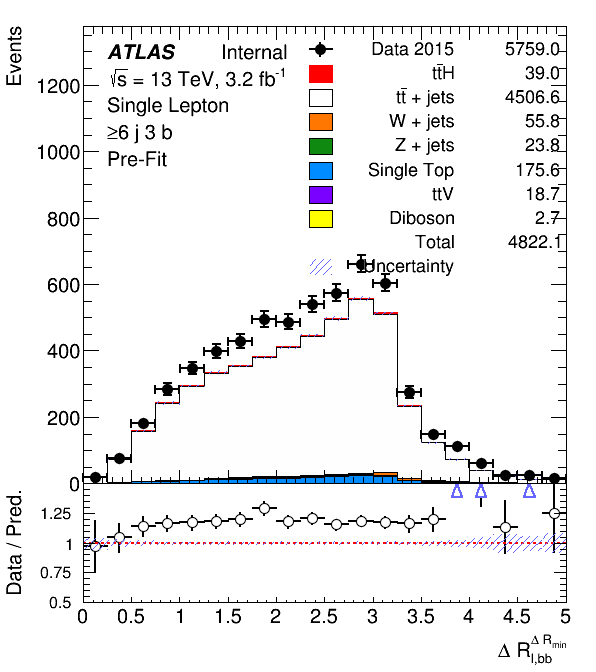 Events
ATLAS Internal
√s = 13 TeV, 3.2 fb⁻¹
Single Lepton
≥6 j 3 b
Pre-Fit
Data 2015 5759.0
tt̄H 39.0
tt̄ + jets 4506.6
W + jets 55.8
Z + jets 23.8
Single Top 175.6
ttV 18.7
Diboson 2.7
Total 4822.1
Uncertainty
1200
1000
800
600
400
200
0
Data / Pred.
1.25
1
0.75
0.5
0 0.5 1 1.5 2 2.5 3 3.5 4 4.5 5
Δ R_{l,bb}^{Δ R_{min}}